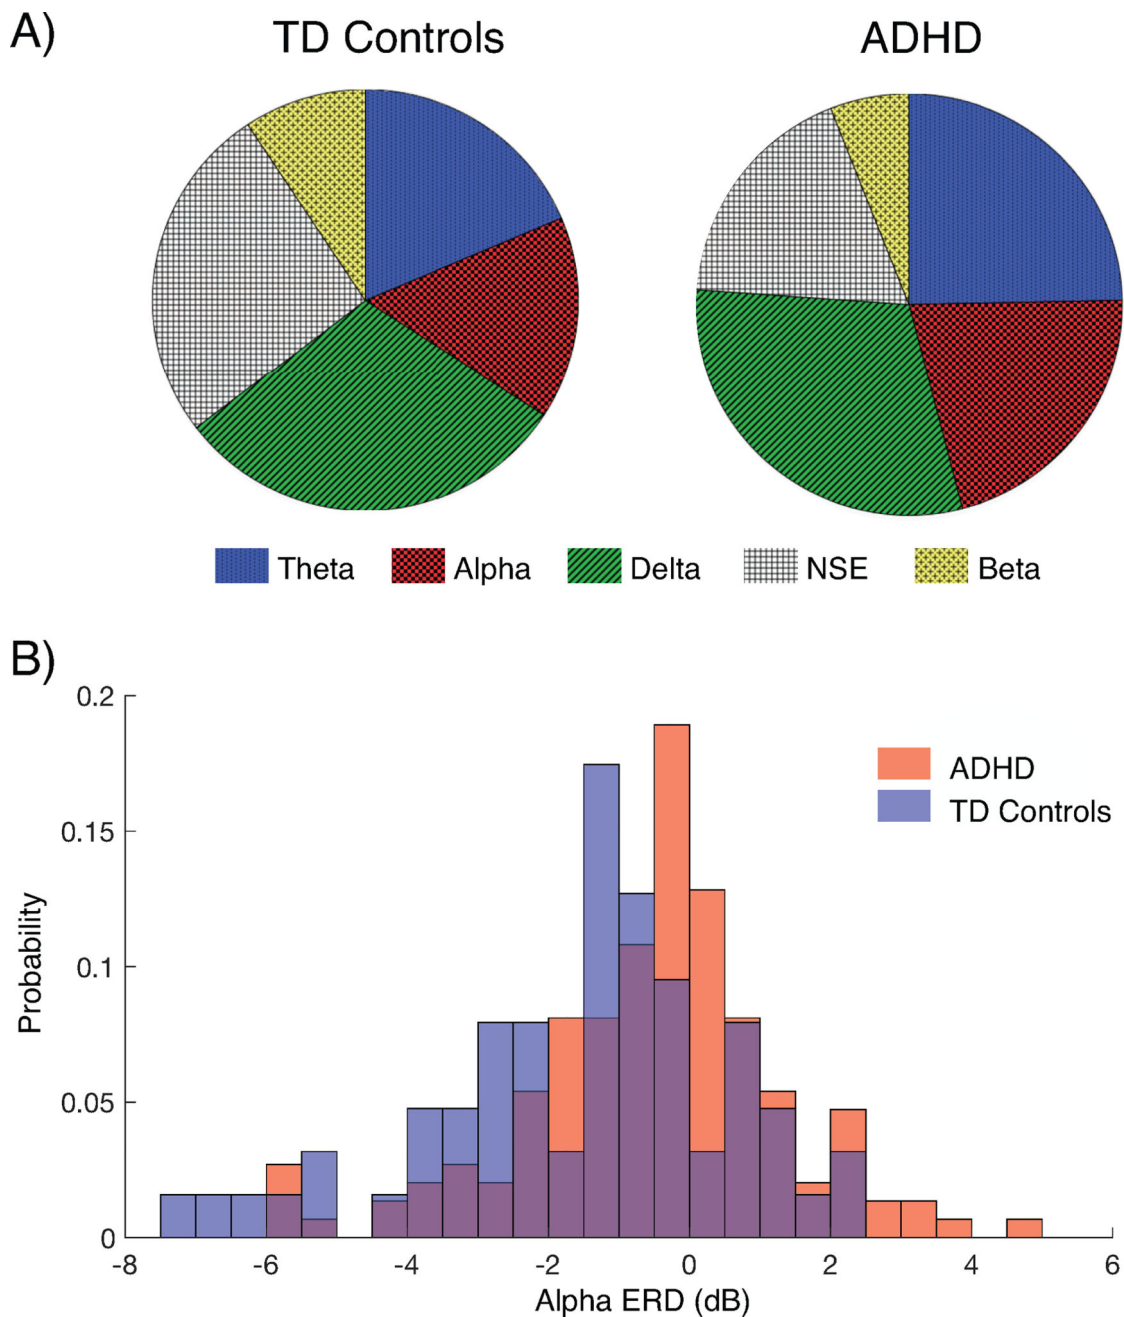 A)
TD Controls
ADHD
Theta
Alpha
Delta
NSE
Beta
B)
0.2
0.15
0.1
0.05
0
Probability
ADHD
TD Controls
-8
-6
-4
-2
0
2
4
6
Alpha ERD (dB)